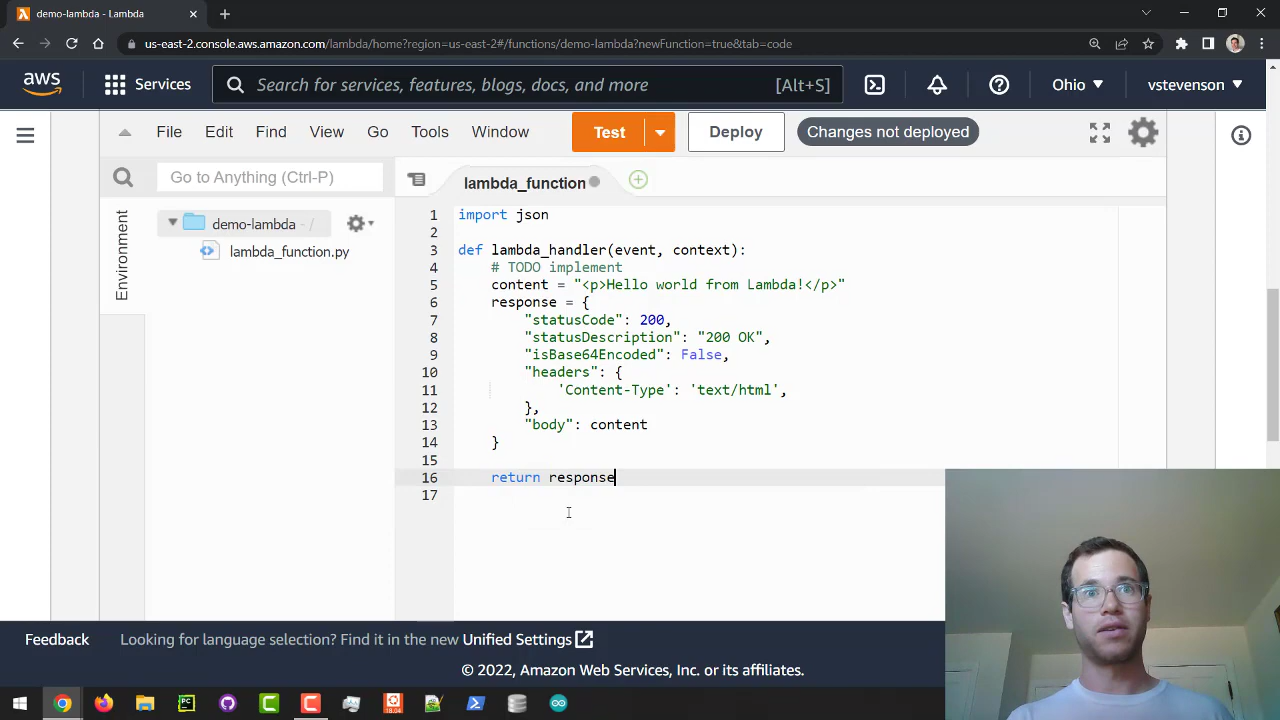 demo-lambda - Lambda
us-east-2.console.aws.amazon.com/lambda/home?region=us-east-2#/functions/demo-lambda?newFunction=true&tab=code
aws Services Search for services, features, blogs, docs, and more [Alt+S] Ohio vstevenson
File Edit Find View Go Tools Window Test Deploy Changes not deployed
Go to Anything (Ctrl-P) lambda_function
Environment
demo-lambda - /
lambda_function.py
1 import json
2
3 def lambda_handler(event, context):
4 # TODO implement
5 content = "<p>Hello world from Lambda!</p>"
6 response = {
7 "statusCode": 200,
8 "statusDescription": "200 OK",
9 "isBase64Encoded": False,
10 "headers": {
11 'Content-Type': 'text/html',
12 },
13 "body": content
14 }
15
16 return response
17
Feedback Looking for language selection? Find it in the new Unified Settings
© 2022, Amazon Web Services, Inc. or its affiliates.
PC
18.04